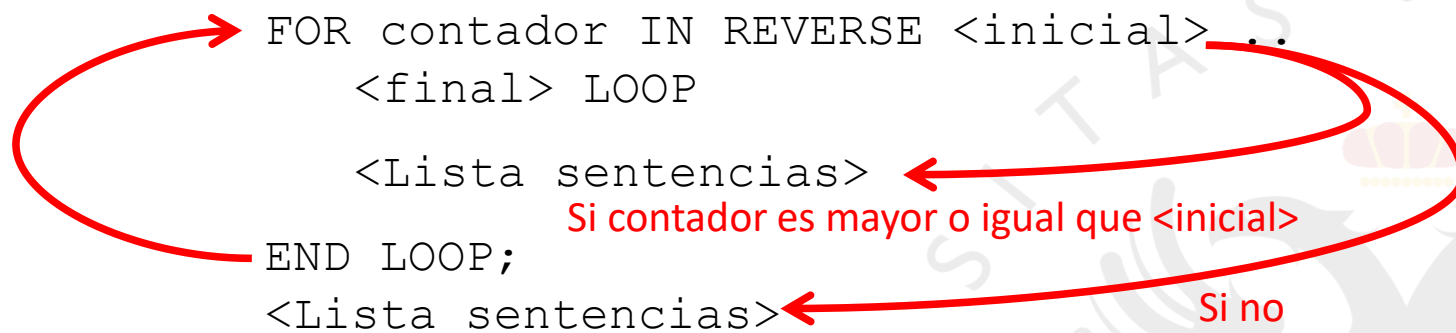 FOR contador IN REVERSE <inicial> ..
<final> LOOP
<Lista sentencias>
Si contador es mayor o igual que <inicial>
END LOOP;
<Lista sentencias>
Si no
S I T A S